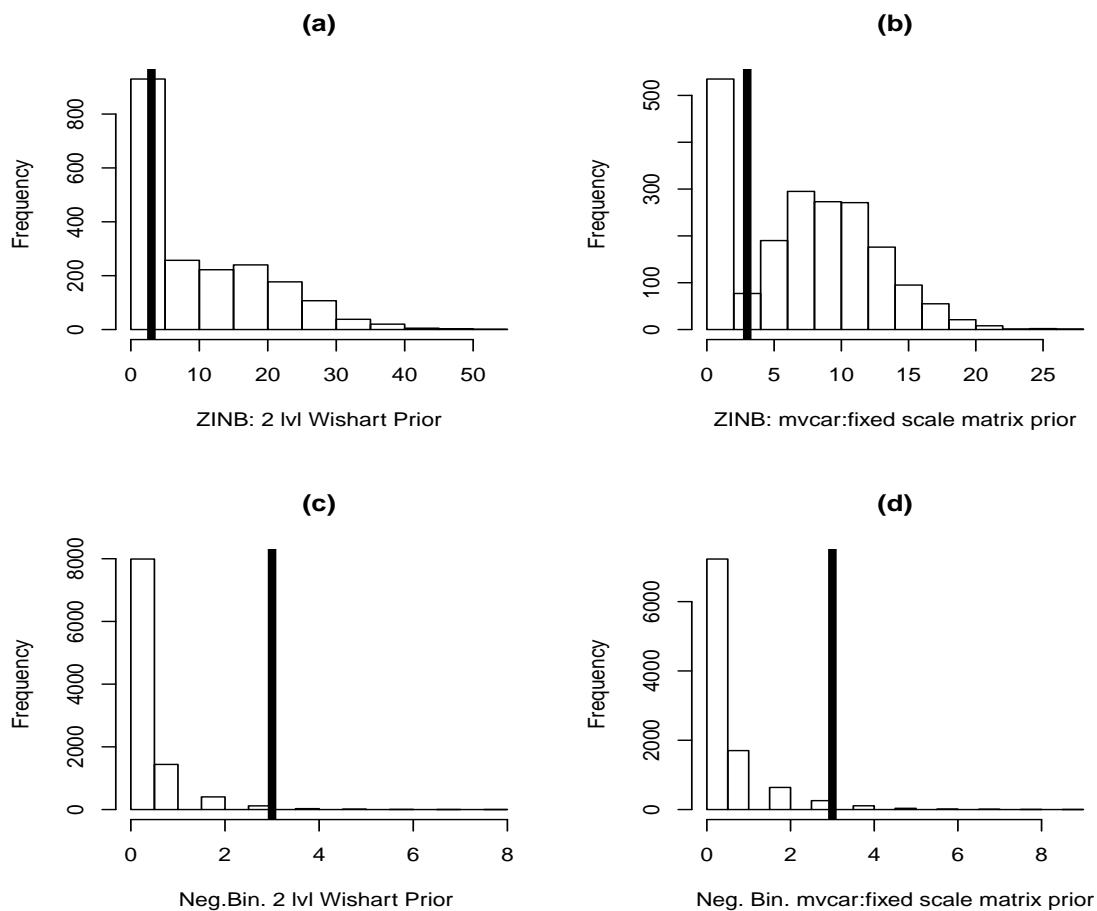 (a)
Frequency
0 200 400 600 800
0 10 20 30 40 50
ZINB: 2 lvl Wishart Prior
(b)
Frequency
0 100 300 500
0 5 10 15 20 25
ZINB: mvcar:fixed scale matrix prior
(c)
Frequency
0 2000 4000 6000 8000
0 2 4 6 8
Neg.Bin. 2 lvl Wishart Prior
(d)
Frequency
0 2000 4000 6000
0 2 4 6 8
Neg. Bin. mvcar:fixed scale matrix prior